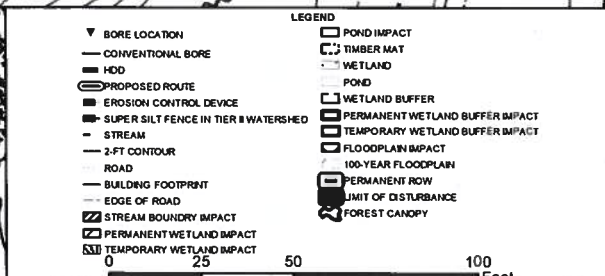 LEGEND
BORE LOCATION
CONVENTIONAL BORE
HDD
PROPOSED ROUTE
EROSION CONTROL DEVICE
SUPER SILT FENCE IN TIER II WATERSHED
STREAM
2-FT CONTOUR
ROAD
BUILDING FOOTPRINT
EDGE OF ROAD
STREAM BOUNDRY IMPACT
PERMANENT WETLAND IMPACT
TEMPORARY WETLAND IMPACT
POND IMPACT
TIMBER MAT
WETLAND
POND
WETLAND BUFFER
PERMANENT WETLAND BUFFER IMPACT
TEMPORARY WETLAND BUFFER IMPACT
FLOODPLAIN IMPACT
100-YEAR FLOODPLAIN
PERMANENT ROW
LIMIT OF DISTURBANCE
FOREST CANOPY
0 25 50 100
Feet